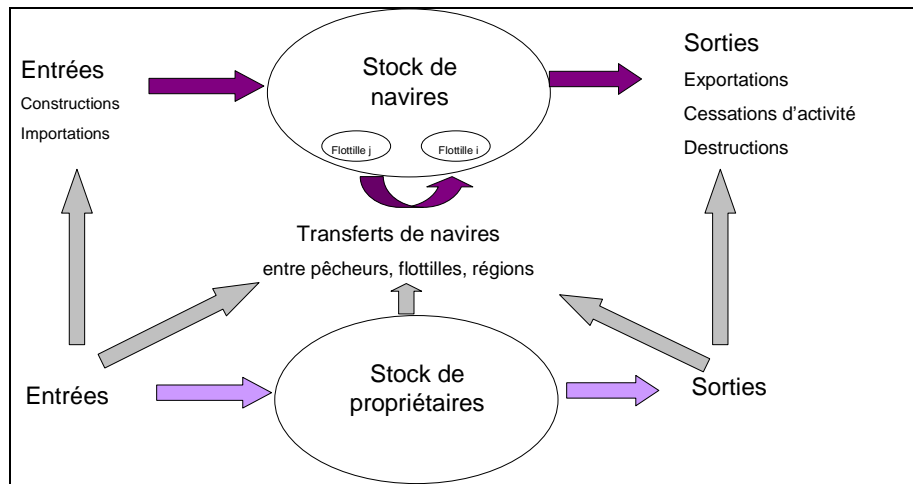 Entrées
Constructions
Importations
Stock de
navires
Flottille j
Flottille i
Sorties
Exportations
Cessations d'activité
Destructions
Transferts de navires
entre pêcheurs, flottilles, régions
Entrées
Stock de
propriétaires
Sorties